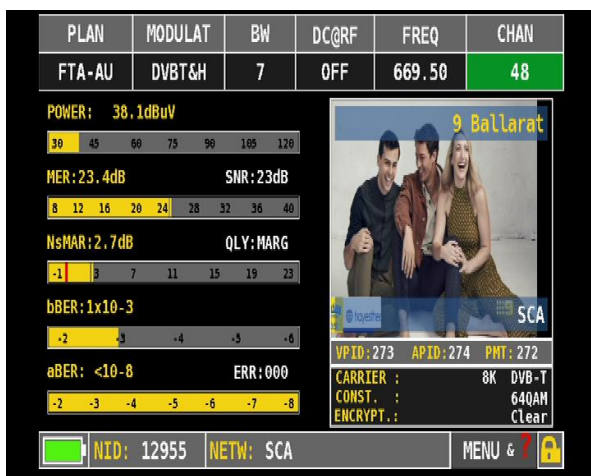 PLAN MODULAT BW DC@RF FREQ CHAN
FTA-AU DVBT&H 7 OFF 669.50 48
POWER: 38.1dBuV
30 45 60 75 90 105 120
MER:23.4dB SNR:23dB
8 12 16 20 24 28 32 36 40
NsMAR:2.7dB QLY:MARG
-1 3 7 11 15 19 23
bBER:1x10-3
-2 -3 -4 -5 -6
aBER: <10-8 ERR:000
-2 -3 -4 -5 -6 -7 -8
9 Ballarat
hayesther
9 SCA
VPID:273 APID:274 PMT:272
CARRIER : 8K DVB-T
CONST. : 64QAM
ENCRYPT.: Clear
NID: 12955 NETW: SCA MENU & ?